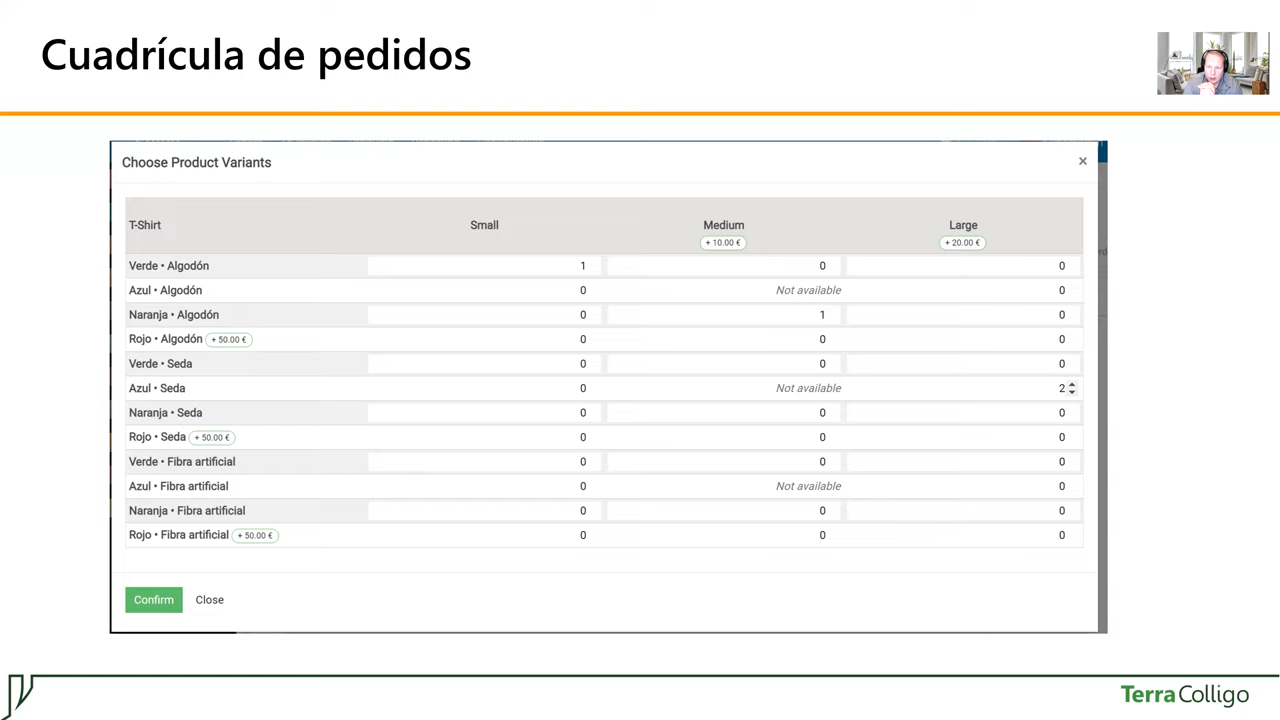 Cuadrícula de pedidos
Choose Product Variants ×
T-Shirt Small Medium Large
+ 10.00 € + 20.00 €
Verde • Algodón 1 0 0
Azul • Algodón 0 Not available 0
Naranja • Algodón 0 1 0
Rojo • Algodón + 50.00 € 0 0 0
Verde • Seda 0 0 0
Azul • Seda 0 Not available 2
Naranja • Seda 0 0 0
Rojo • Seda + 50.00 € 0 0 0
Verde • Fibra artificial 0 0 0
Azul • Fibra artificial 0 Not available 0
Naranja • Fibra artificial 0 0 0
Rojo • Fibra artificial + 50.00 € 0 0 0
Confirm Close
TerraColligo